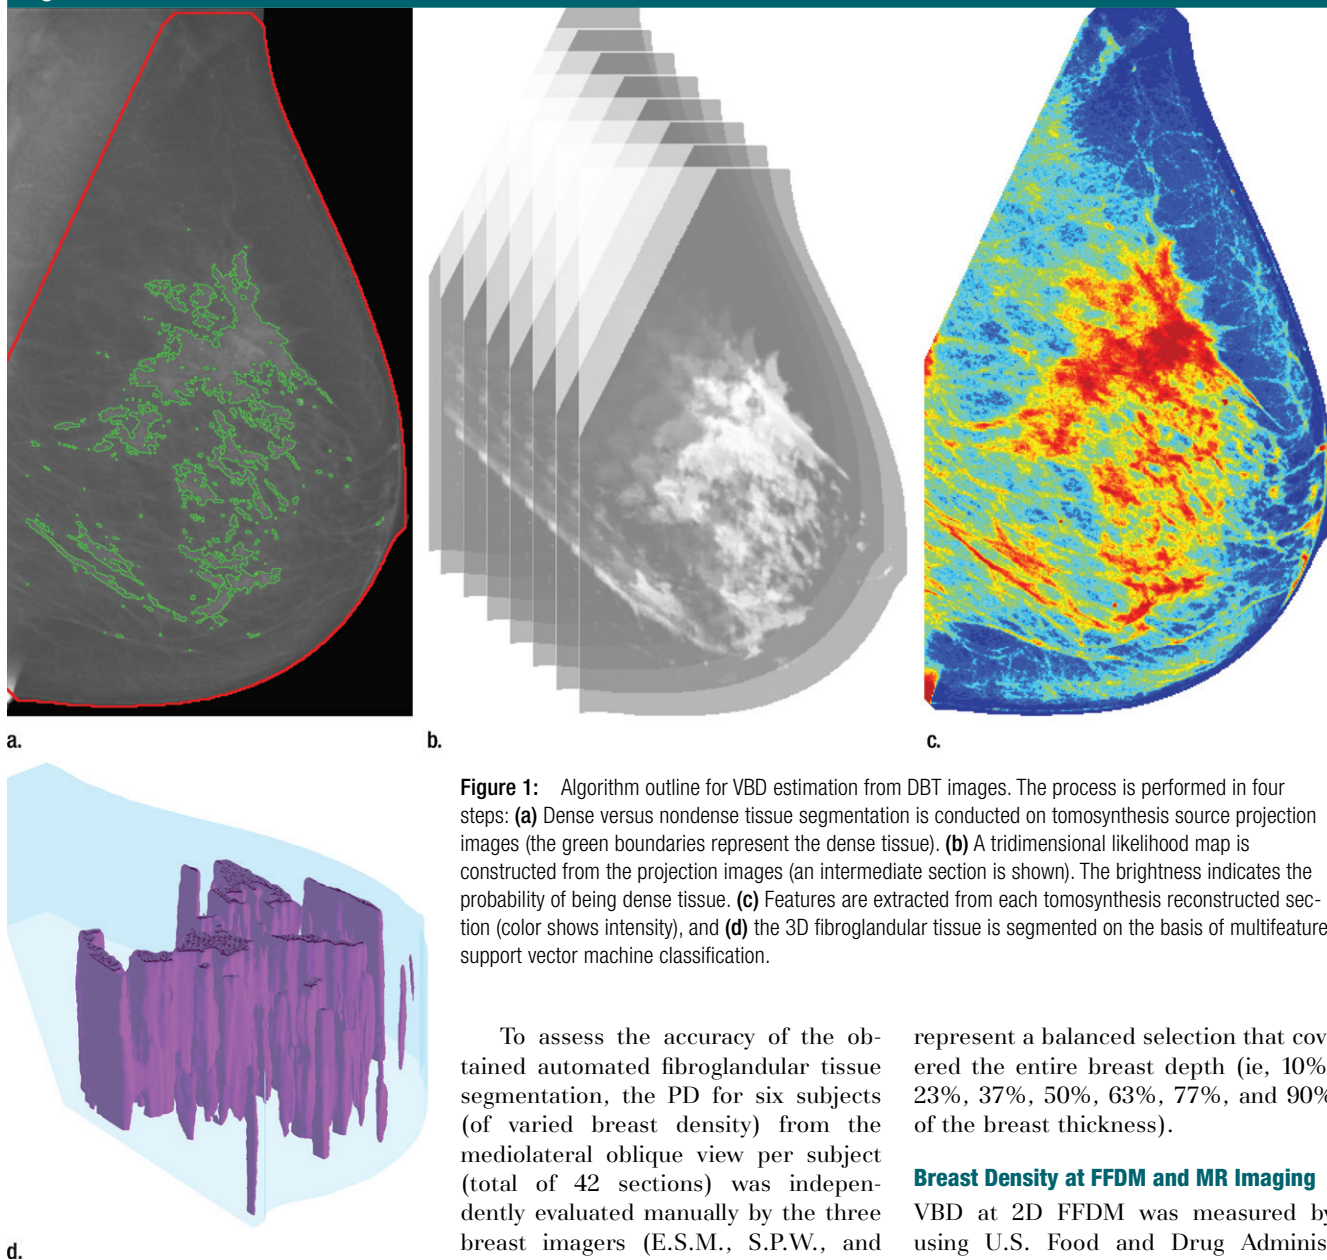 a.
b.
c.
d.
Figure 1: Algorithm outline for VBD estimation from DBT images. The process is performed in four
steps: (a) Dense versus nondense tissue segmentation is conducted on tomosynthesis source projection
images (the green boundaries represent the dense tissue). (b) A tridimensional likelihood map is
constructed from the projection images (an intermediate section is shown). The brightness indicates the
probability of being dense tissue. (c) Features are extracted from each tomosynthesis reconstructed sec-
tion (color shows intensity), and (d) the 3D fibroglandular tissue is segmented on the basis of multifeature
support vector machine classification.
To assess the accuracy of the ob-
tained automated fibroglandular tissue
segmentation, the PD for six subjects
(of varied breast density) from the
mediolateral oblique view per subject
(total of 42 sections) was indepen-
dently evaluated manually by the three
breast imagers (E.S.M., S.P.W., and
represent a balanced selection that cov-
ered the entire breast depth (ie, 10%
23%, 37%, 50%, 63%, 77%, and 90%
of the breast thickness).
Breast Density at FFDM and MR Imaging
VBD at 2D FFDM was measured by
using U.S. Food and Drug Adminis